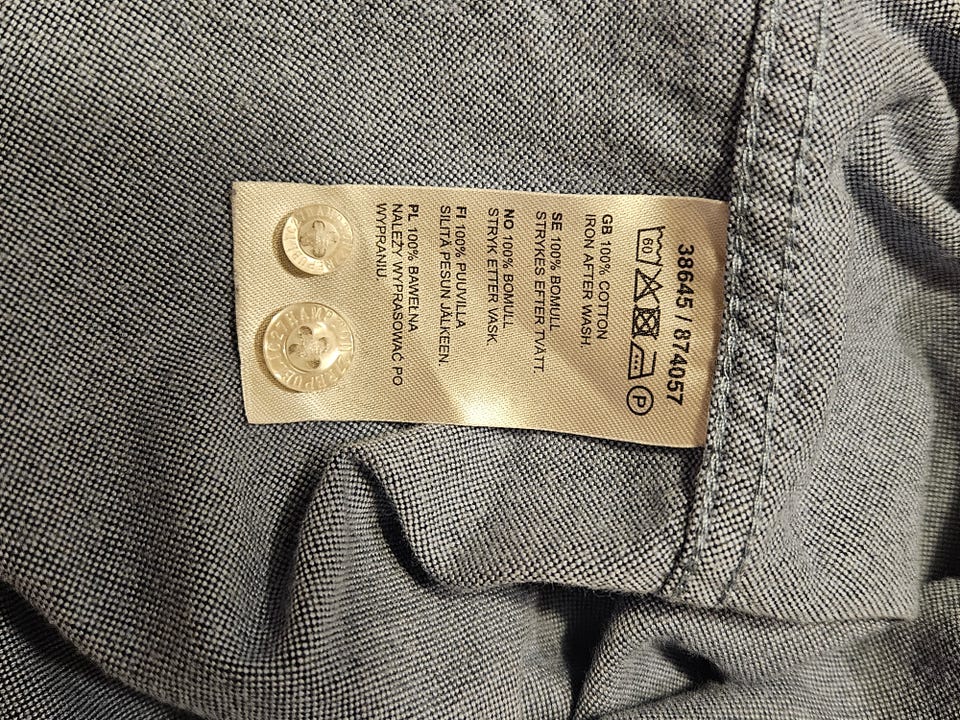 38645 / 874057
60 P
GB 100% COTTON
IRON AFTER WASH
SE 100% BOMULL
STRYKES EFTER TVÄTT.
NO 100% BOMULL
STRYK ETTER VASK.
FI 100% PUUVILLA
SILITÄ PESUN JÄLKEEN.
PL 100% BAWEŁNA
NALEŻY WYPRASOWAĆ PO
WYPRANIU.